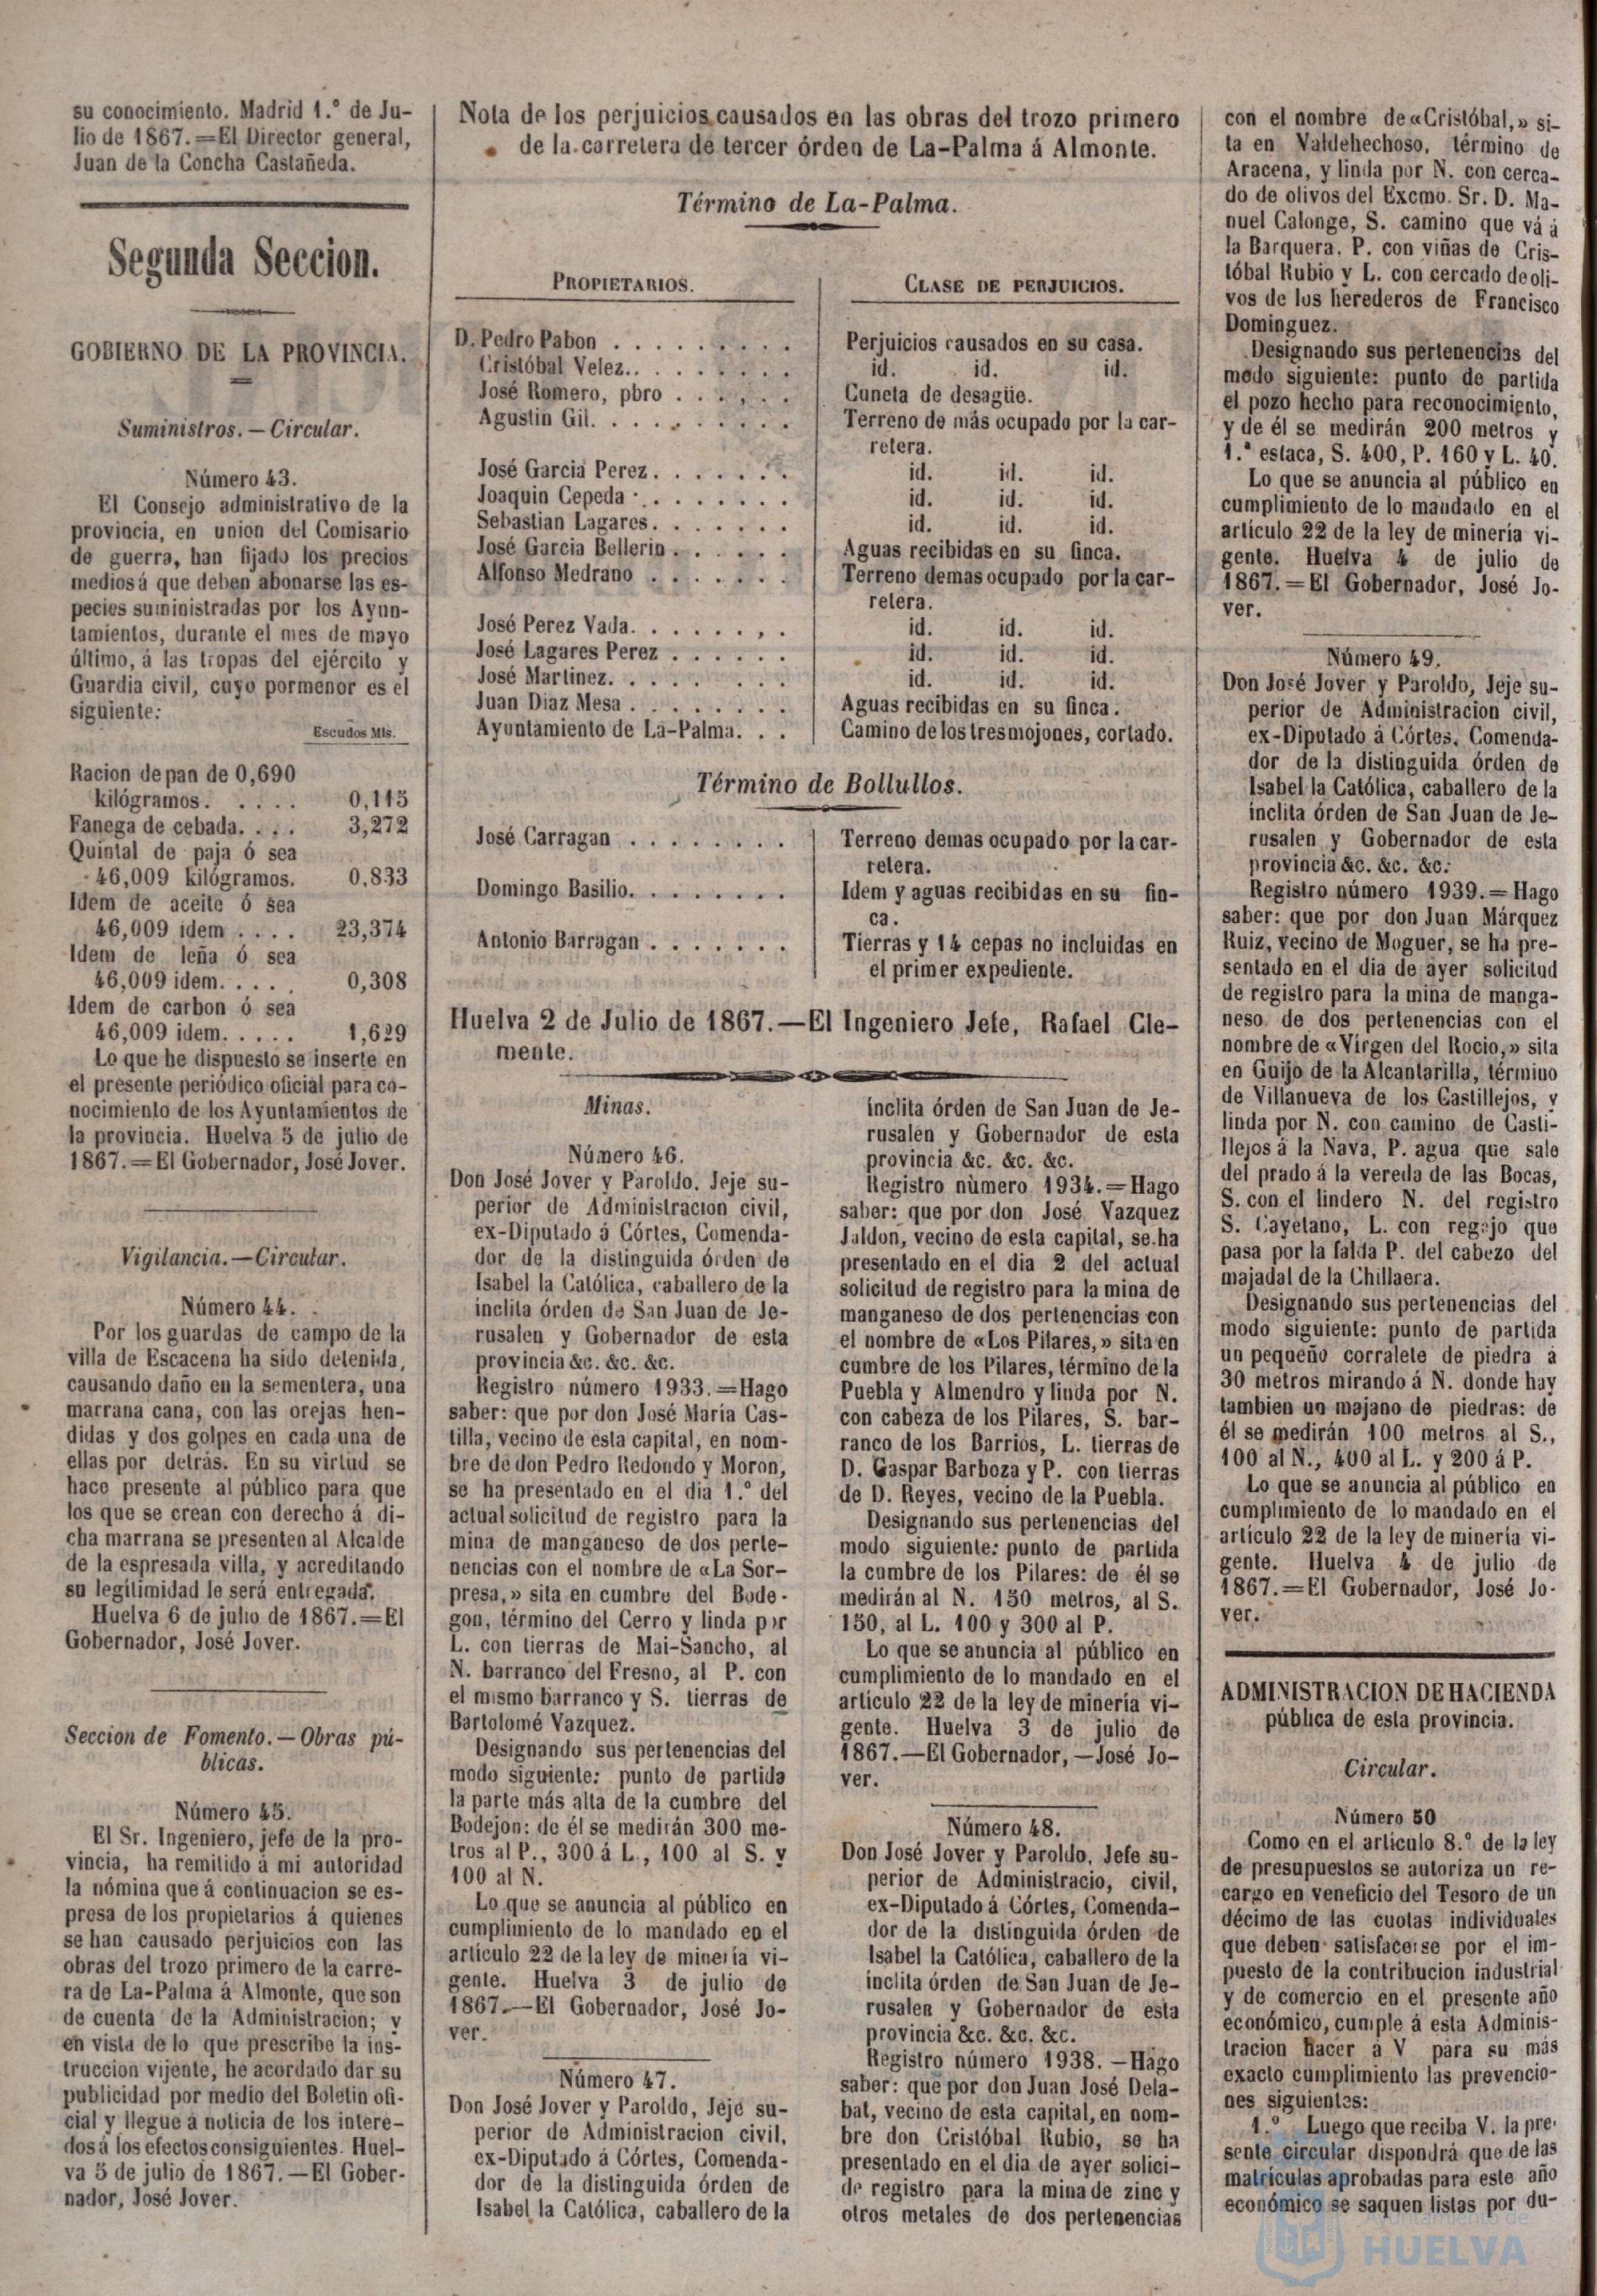 su conocimiento. Madrid 1.º de Ju-
lio de 1867.=El Director general,
Juan de la Concha Castañeda.
Segunda Seccion.
GOBIERNO DE LA PROVINCIA.
Suministros.—Circular.
Número 43.
El Consejo administrativo de la
provincia, en union del Comisario
de guerra, han fijado los precios
medios á que deben abonarse las es-
pecies suministradas por los Ayun-
tamientos, durante el mes de mayo
último, á las tropas del ejército y
Guardia civil, cuyo pormenor es el
siguiente:
Escudos Mls.
Racion de pan de 0,690
kilógramos. . . . . 0,115
Fanega de cebada. . . . 3,272
Quintal de paja ó sea
46,009 kilógramos. 0,833
Idem de aceite ó sea
46,009 idem . . . . 23,374
Idem de leña ó sea
46,009 idem. . . . . 0,308
Idem de carbon ó sea
46,009 idem. . . . . 1,629
Lo que he dispuesto se inserte en
el presente periódico oficial para co-
nocimiento de los Ayuntamientos de
la provincia. Huelva 5 de julio de
1867.=El Gobernador, José Jover.
Vigilancia.—Circular.
Número 44.
Por los guardas de campo de la
villa de Escacena ha sido detenida,
causando daño en la sementera, una
marrana cana, con las orejas hen-
didas y dos golpes en cada una de
ellas por detrás. En su virtud se
hace presente al público para que
los que se crean con derecho á di-
cha marrana se presenten al Alcalde
de la espresada villa, y acreditando
su legitimidad le será entregada.
Huelva 6 de julio de 1867.=El
Gobernador, José Jover.
Seccion de Fomento.—Obras pú-
blicas.
Número 45.
El Sr. Ingeniero, jefe de la pro-
vincia, ha remitido á mi autoridad
la nómina que á continuacion se es-
presa de los propietarios á quienes
se han causado perjuicios con las
obras del trozo primero de la carre-
ra de La-Palma á Almonte, que son
de cuenta de la Administracion; y
en vista de lo que prescribe la ins-
truccion vijente, he acordado dar su
publicidad por medio del Boletin ofi-
cial y llegue á noticia de los intere-
dos á los efectos consiguientes. Huel-
va 5 de julio de 1867.—El Gober-
nador, José Jover.
Nota de los perjuicios causados en las obras del trozo primero
de la carretera de tercer órden de La-Palma á Almonte.
Término de La-Palma.
PROPIETARIOS. CLASE DE PERJUICIOS.
D. Pedro Pabon . . . . . . . . . Perjuicios causados en su casa.
Cristóbal Velez. . . . . . . . . id. id. id.
José Romero, pbro . . . . . . . Cuneta de desagüe.
Agustin Gil. . . . . . . . . . Terreno de más ocupado por la car-
retera.
José Garcia Perez. . . . . . . . id. id. id.
Joaquin Cepeda . . . . . . . . id. id. id.
Sebastian Lagares. . . . . . . id. id. id.
José Garcia Bellerin . . . . . . Aguas recibidas en su finca.
Alfonso Medrano . . . . . . . Terreno demas ocupado por la car-
retera.
José Perez Vada. . . . . . . . id. id. id.
José Lagares Perez . . . . . . id. id. id.
José Martinez. . . . . . . . . id. id. id.
Juan Diaz Mesa . . . . . . . . Aguas recibidas en su finca.
Ayuntamiento de La-Palma. . . Camino de los tres mojones, cortado.
Término de Bollullos.
José Carragan . . . . . . . . Terreno demas ocupado por la car-
retera.
Domingo Basilio. . . . . . . . Idem y aguas recibidas en su fin-
ca.
Antonio Barragan . . . . . . . Tierras y 14 cepas no incluidas en
el primer expediente.
Huelva 2 de Julio de 1867.—El Ingeniero Jefe, Rafael Cle-
mente.
Minas.
Número 46.
Don José Jover y Paroldo, Jeje su-
perior de Administracion civil,
ex-Diputado á Córtes, Comenda-
dor de la distinguida órden de
Isabel la Católica, caballero de la
ínclita órden de San Juan de Je-
rusalen y Gobernador de esta
provincia &c. &c. &c.
Registro número 1933.=Hago
saber: que por don José María Cas-
tilla, vecino de esta capital, en nom-
bre de don Pedro Redondo y Moron,
se ha presentado en el dia 1.º del
actual solicitud de registro para la
mina de manganeso de dos perte-
nencias con el nombre de «La Sor-
presa,» sita en cumbre del Bode-
gon, término del Cerro y linda por
L. con tierras de Mai-Sancho, al
N. barranco del Fresno, al P. con
el mismo barranco y S. tierras de
Bartolomé Vazquez.
Designando sus pertenencias del
modo siguiente: punto de partida
la parte más alta de la cumbre del
Bodejon: de él se medirán 300 me-
tros al P., 300 á L., 100 al S. y
100 al N.
Lo que se anuncia al público en
cumplimiento de lo mandado en el
artículo 22 de la ley de minería vi-
gente. Huelva 3 de julio de
1867.—El Gobernador, José Jo-
ver.
Número 47.
Don José Jover y Paroldo, Jeje su-
perior de Administracion civil,
ex-Diputado á Córtes, Comenda-
dor de la distinguida órden de
Isabel la Católica, caballero de la
ínclita órden de San Juan de Je-
rusalen y Gobernador de esta
provincia &c. &c. &c.
Registro número 1934.=Hago
saber: que por don José Vazquez
Jaldon, vecino de esta capital, se ha
presentado en el dia 2 del actual
solicitud de registro para la mina de
manganeso de dos pertenencias con
el nombre de «Los Pilares,» sita en
cumbre de los Pilares, término de la
Puebla y Almendro y linda por N.
con cabeza de los Pilares, S. bar-
ranco de los Barrios, L. tierras de
D. Gaspar Barboza y P. con tierras
de D. Reyes, vecino de la Puebla.
Designando sus pertenencias del
modo siguiente: punto de partida
la cumbre de los Pilares: de él se
medirán al N. 150 metros, al S.
150, al L. 100 y 300 al P.
Lo que se anuncia al público en
cumplimiento de lo mandado en el
artículo 22 de la ley de minería vi-
gente. Huelva 3 de julio de
1867.—El Gobernador,—José Jo-
ver.
Número 48.
Don José Jover y Paroldo, Jefe su-
perior de Administracio, civil,
ex-Diputado á Córtes, Comenda-
dor de la distinguida órden de
Isabel la Católica, caballero de la
ínclita órden de San Juan de Je-
rusalen y Gobernador de esta
provincia &c. &c. &c.
Registro número 1938.—Hago
saber: que por don Juan José Dela-
bat, vecino de esta capital, en nom-
bre don Cristóbal Rubio, se ha
presentado en el dia de ayer solici-
de registro para la mina de zinc y
otros metales de dos pertenencias
con el nombre de «Cristóbal,» si-
ta en Valdehechoso, término de
Aracena, y linda por N. con cerca-
do de olivos del Excmo. Sr. D. Ma-
nuel Calonge, S. camino que vá á
la Barquera, P. con viñas de Cris-
tóbal Rubio y L. con cercado de oli-
vos de los herederos de Francisco
Dominguez.
Designando sus pertenencias del
modo siguiente: punto de partida
el pozo hecho para reconocimiento,
y de él se medirán 200 metros y
1.ª estaca, S. 400, P. 160 y L. 40.
Lo que se anuncia al público en
cumplimiento de lo mandado en el
artículo 22 de la ley de minería vi-
gente. Huelva 4 de julio de
1867.=El Gobernador, José Jo-
ver.
Número 49.
Don José Jover y Paroldo, Jeje su-
perior de Administracion civil,
ex-Diputado á Córtes, Comenda-
dor de la distinguida órden de
Isabel la Católica, caballero de la
ínclita órden de San Juan de Je-
rusalen y Gobernador de esta
provincia &c. &c. &c.
Registro número 1939.=Hago
saber: que por don Juan Márquez
Ruiz, vecino de Moguer, se ha pre-
sentado en el dia de ayer solicitud
de registro para la mina de manga-
neso de dos pertenencias con el
nombre de «Virgen del Rocio,» sita
en Guijo de la Alcantarilla, término
de Villanueva de los Castillejos, y
linda por N. con camino de Casti-
llejos á la Nava, P. agua que sale
del prado á la vereda de las Bocas,
S. con el lindero N. del registro
S. Cayetano, L. con regajo que
pasa por la falda P. del cabezo del
majadal de la Chillaera.
Designando sus pertenencias del
modo siguiente: punto de partida
un pequeño corralete de piedra á
30 metros mirando á N. donde hay
tambien un majano de piedras: de
él se medirán 100 metros al S.,
100 al N., 400 al L. y 200 á P.
Lo que se anuncia al público en
cumplimiento de lo mandado en el
artículo 22 de la ley de minería vi-
gente. Huelva 4 de julio de
1867.=El Gobernador, José Jo-
ver.
ADMINISTRACION DE HACIENDA
pública de esta provincia.
Circular.
Número 50
Como en el artículo 8.º de la ley
de presupuestos se autoriza un re-
cargo en veneficio del Tesoro de un
décimo de las cuotas individuales
que deben satisfacerse por el im-
puesto de la contribucion industrial
y de comercio en el presente año
económico, cumple á esta Adminis-
tracion hacer á V para su más
exacto cumplimiento las prevencio-
nes siguientes:
1.º Luego que reciba V. la pre-
sente circular dispondrá que de las
matrículas aprobadas para este año
económico se saquen listas por du-
Ayuntamiento de
HUELVA